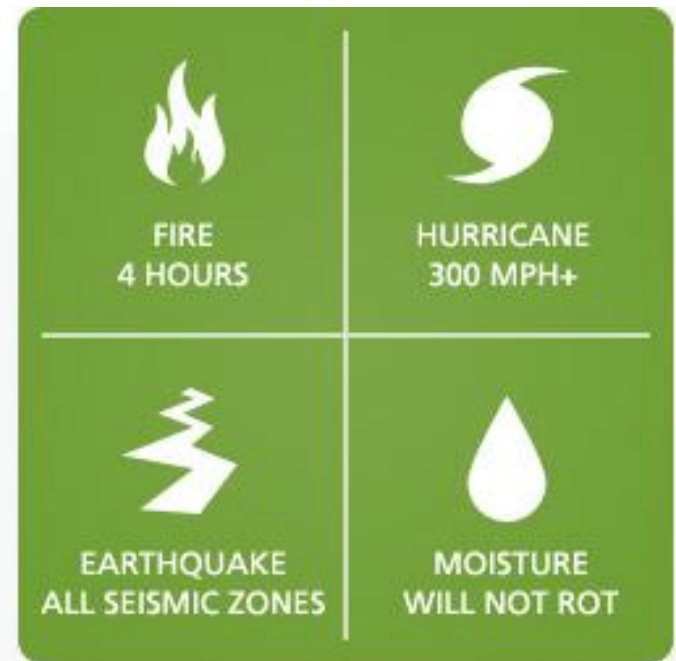 FIRE
4 HOURS
HURRICANE
300 MPH+
EARTHQUAKE
ALL SEISMIC ZONES
MOISTURE
WILL NOT ROT